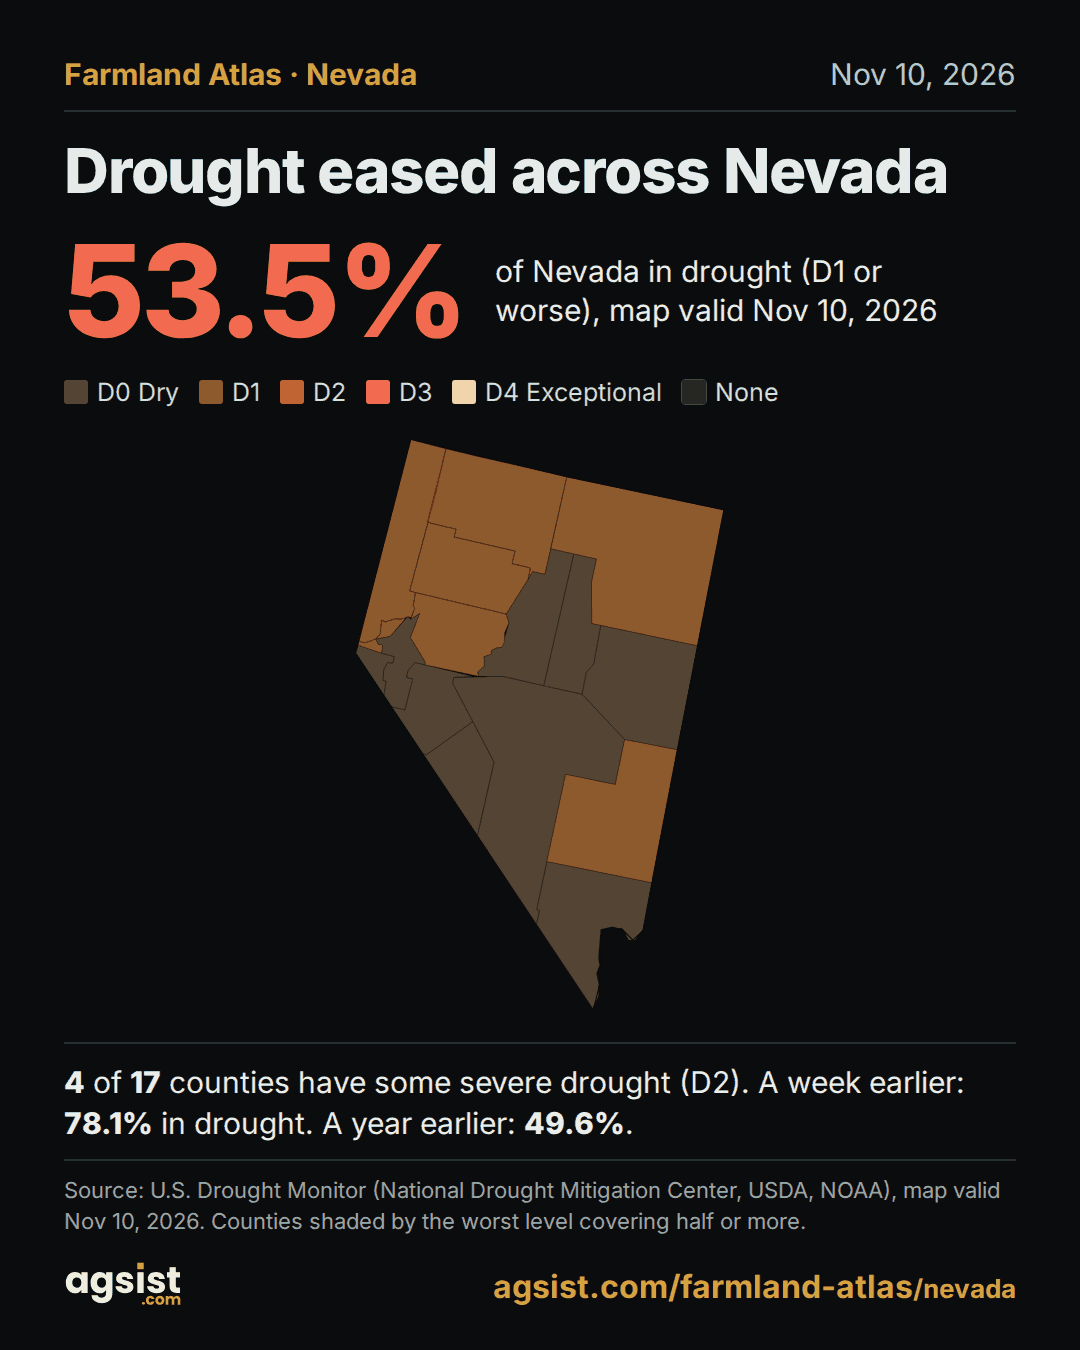 Farmland Atlas · Nevada
Nov 10, 2026
Drought eased across Nevada
53.5%
of Nevada in drought (D1 or
worse), map valid Nov 10, 2026
D0 Dry D1 D2 D3 D4 Exceptional None
4 of 17 counties have some severe drought (D2). A week earlier:
78.1% in drought. A year earlier: 49.6%.
Source: U.S. Drought Monitor (National Drought Mitigation Center, USDA, NOAA), map valid
Nov 10, 2026. Counties shaded by the worst level covering half or more.
agsist
.com
agsist.com/farmland-atlas/nevada